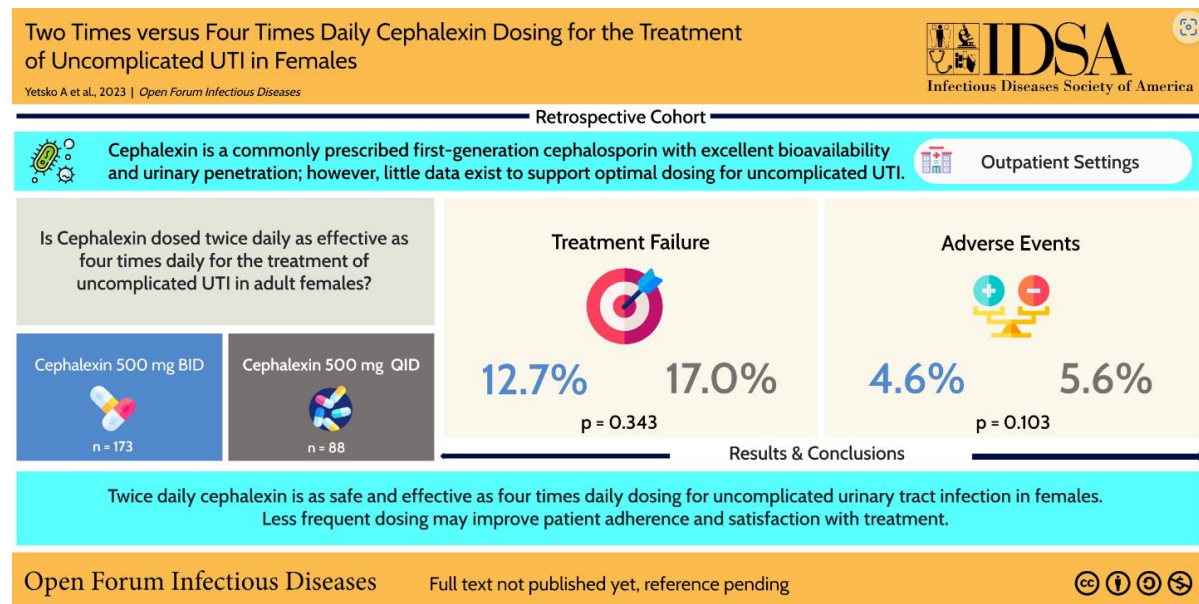 Two Times versus Four Times Daily Cephalexin Dosing for the Treatment
of Uncomplicated UTI in Females
Yetsko A et al., 2023 | Open Forum Infectious Diseases
IDSA
Infectious Diseases Society of America
Retrospective Cohort
Cephalexin is a commonly prescribed first-generation cephalosporin with excellent bioavailability
and urinary penetration; however, little data exist to support optimal dosing for uncomplicated UTI.
Outpatient Settings
Is Cephalexin dosed twice daily as effective as
four times daily for the treatment of
uncomplicated UTI in adult females?
Cephalexin 500 mg BID
n = 173
Cephalexin 500 mg QID
n = 88
Treatment Failure
12.7% 17.0%
p = 0.343
Adverse Events
4.6% 5.6%
p = 0.103
Results & Conclusions
Twice daily cephalexin is as safe and effective as four times daily dosing for uncomplicated urinary tract infection in females.
Less frequent dosing may improve patient adherence and satisfaction with treatment.
Open Forum Infectious Diseases
Full text not published yet, reference pending